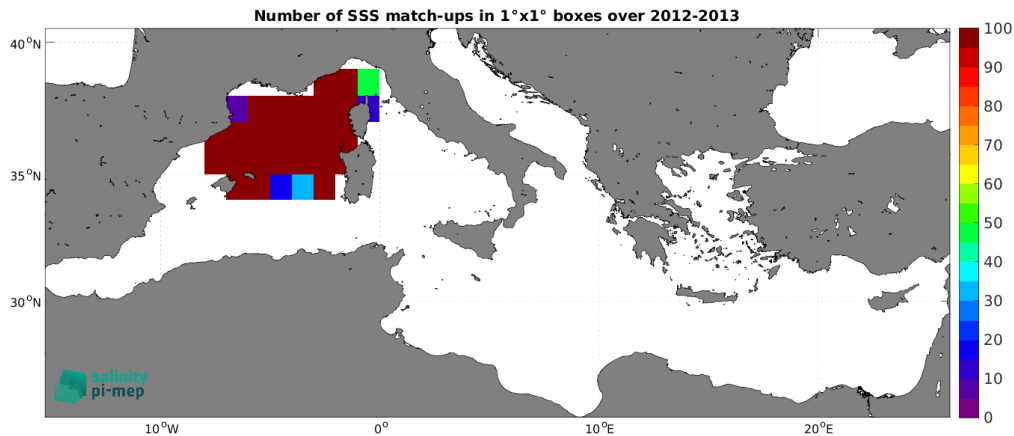 Number of SSS match-ups in 1°x1° boxes over 2012-2013
40°N
35°N
30°N
10°W
0°
10°E
20°E
100
90
80
70
60
50
40
30
20
10
0
salinity
pi-mep